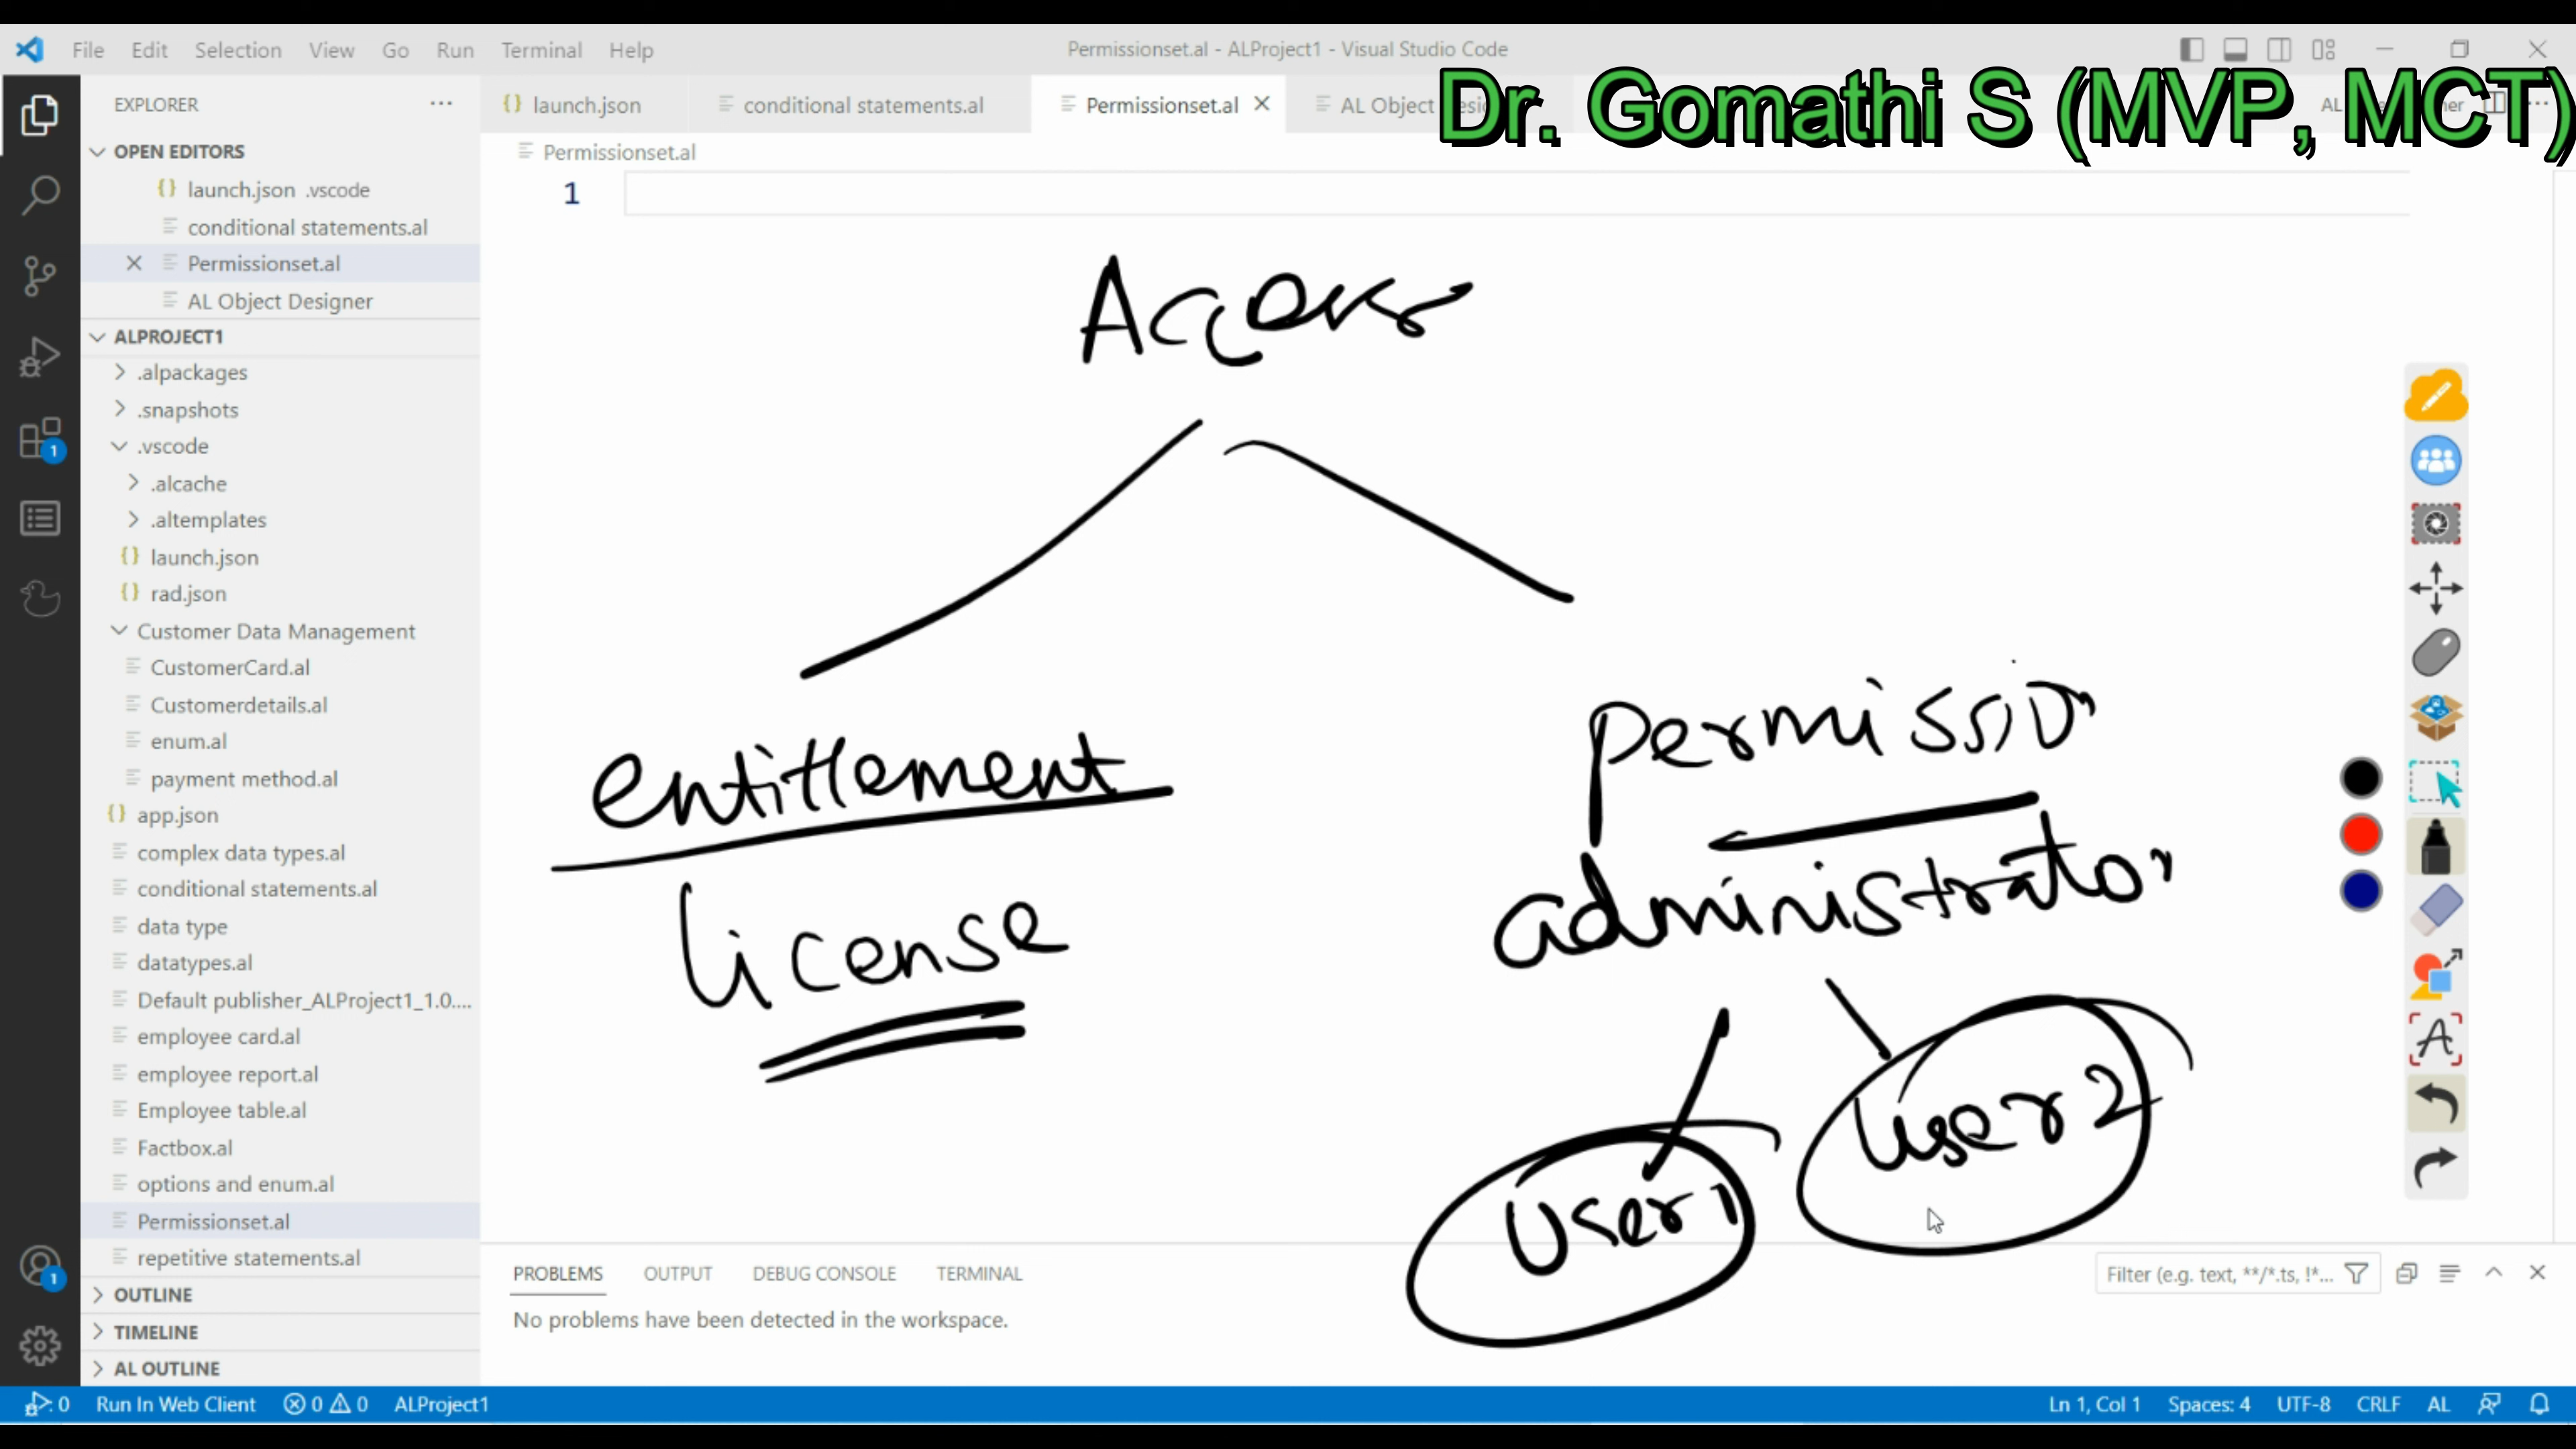 File Edit Selection View Go Run Terminal Help
Permissionset.al - ALProject1 - Visual Studio Code
Dr. Gomathi S (MVP, MCT)
EXPLORER
launch.json
conditional statements.al
Permissionset.al
AL Object
OPEN EDITORS
launch.json .vscode
conditional statements.al
Permissionset.al
AL Object Designer
ALPROJECT1
.alpackages
.snapshots
.vscode
.alcache
.altemplates
launch.json
rad.json
Customer Data Management
CustomerCard.al
Customerdetails.al
enum.al
payment method.al
app.json
complex data types.al
conditional statements.al
data type
datatypes.al
Default publisher_ALProject1_1.0....
employee card.al
employee report.al
Employee table.al
Factbox.al
options and enum.al
Permissionset.al
repetitive statements.al
OUTLINE
TIMELINE
AL OUTLINE
Permissionset.al
1
Access
entitlement
license
Permission
administrator
User 1
User 2
PROBLEMS OUTPUT DEBUG CONSOLE TERMINAL
Filter (e.g. text, **/*.ts, !*...
No problems have been detected in the workspace.
0 Run In Web Client 0 0 ALProject1
Ln 1, Col 1 Spaces: 4 UTF-8 CRLF AL